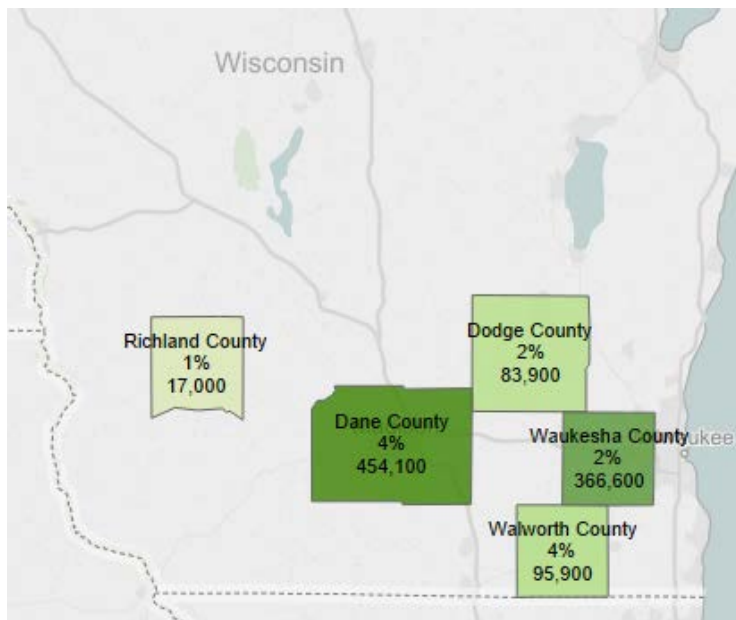 Wisconsin
Richland County
1%
17,000
Dodge County
2%
83,900
Dane County
4%
454,100
Waukesha County
2%
366,600
ukee
Walworth County
4%
95,900